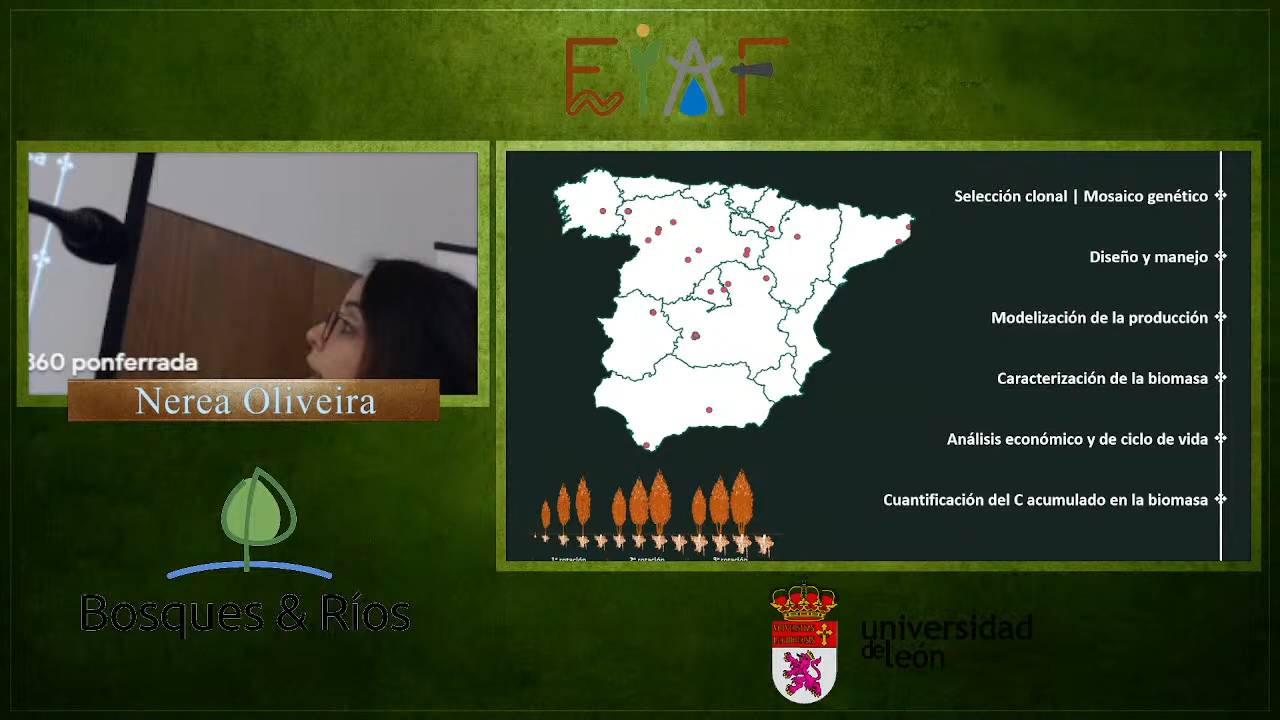 EIAF
360 ponferrada
Nerea Oliveira
Bosques & Ríos
Selección clonal | Mosaico genético
Diseño y manejo
Modelización de la producción
Caracterización de la biomasa
Análisis económico y de ciclo de vida
Cuantificación del C acumulado en la biomasa
1ª rotación
2ª rotación
3ª rotación
universidad
de león